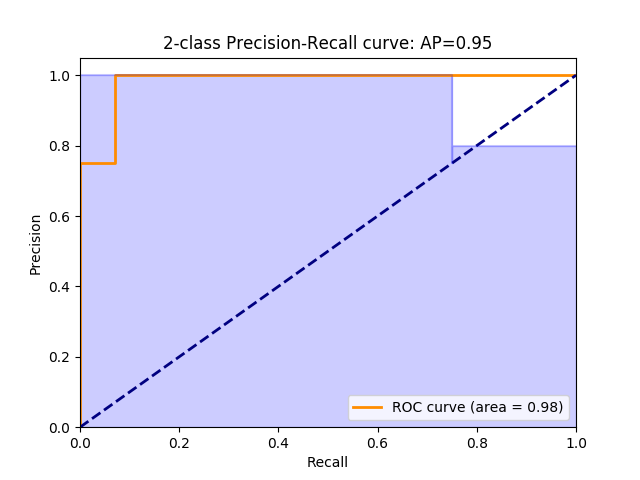 2-class Precision-Recall curve: AP=0.95
1.0
0.8
0.6
0.4
0.2
0.0
Precision
ROC curve (area = 0.98)
0.0 0.2 0.4 0.6 0.8 1.0
Recall